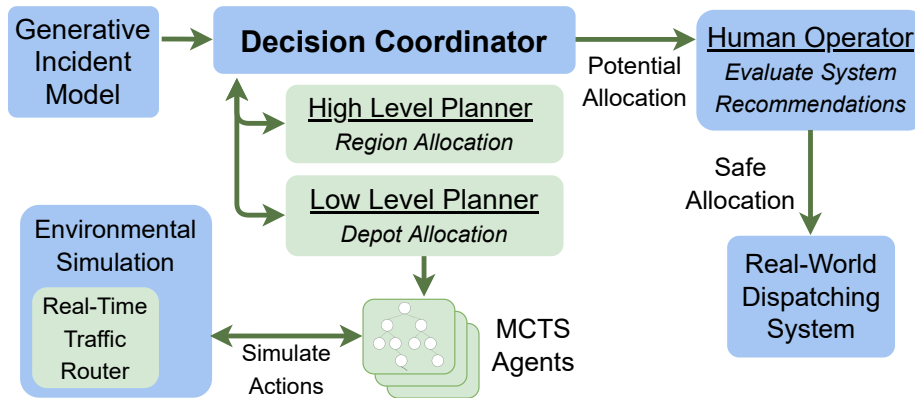 Generative
Incident
Model
Decision Coordinator
Potential
Allocation
Human Operator
Evaluate System
Recommendations
High Level Planner
Region Allocation
Low Level Planner
Depot Allocation
Safe
Allocation
Environmental
Simulation
Real-Time
Traffic
Router
Simulate
Actions
MCTS
Agents
Real-World
Dispatching
System